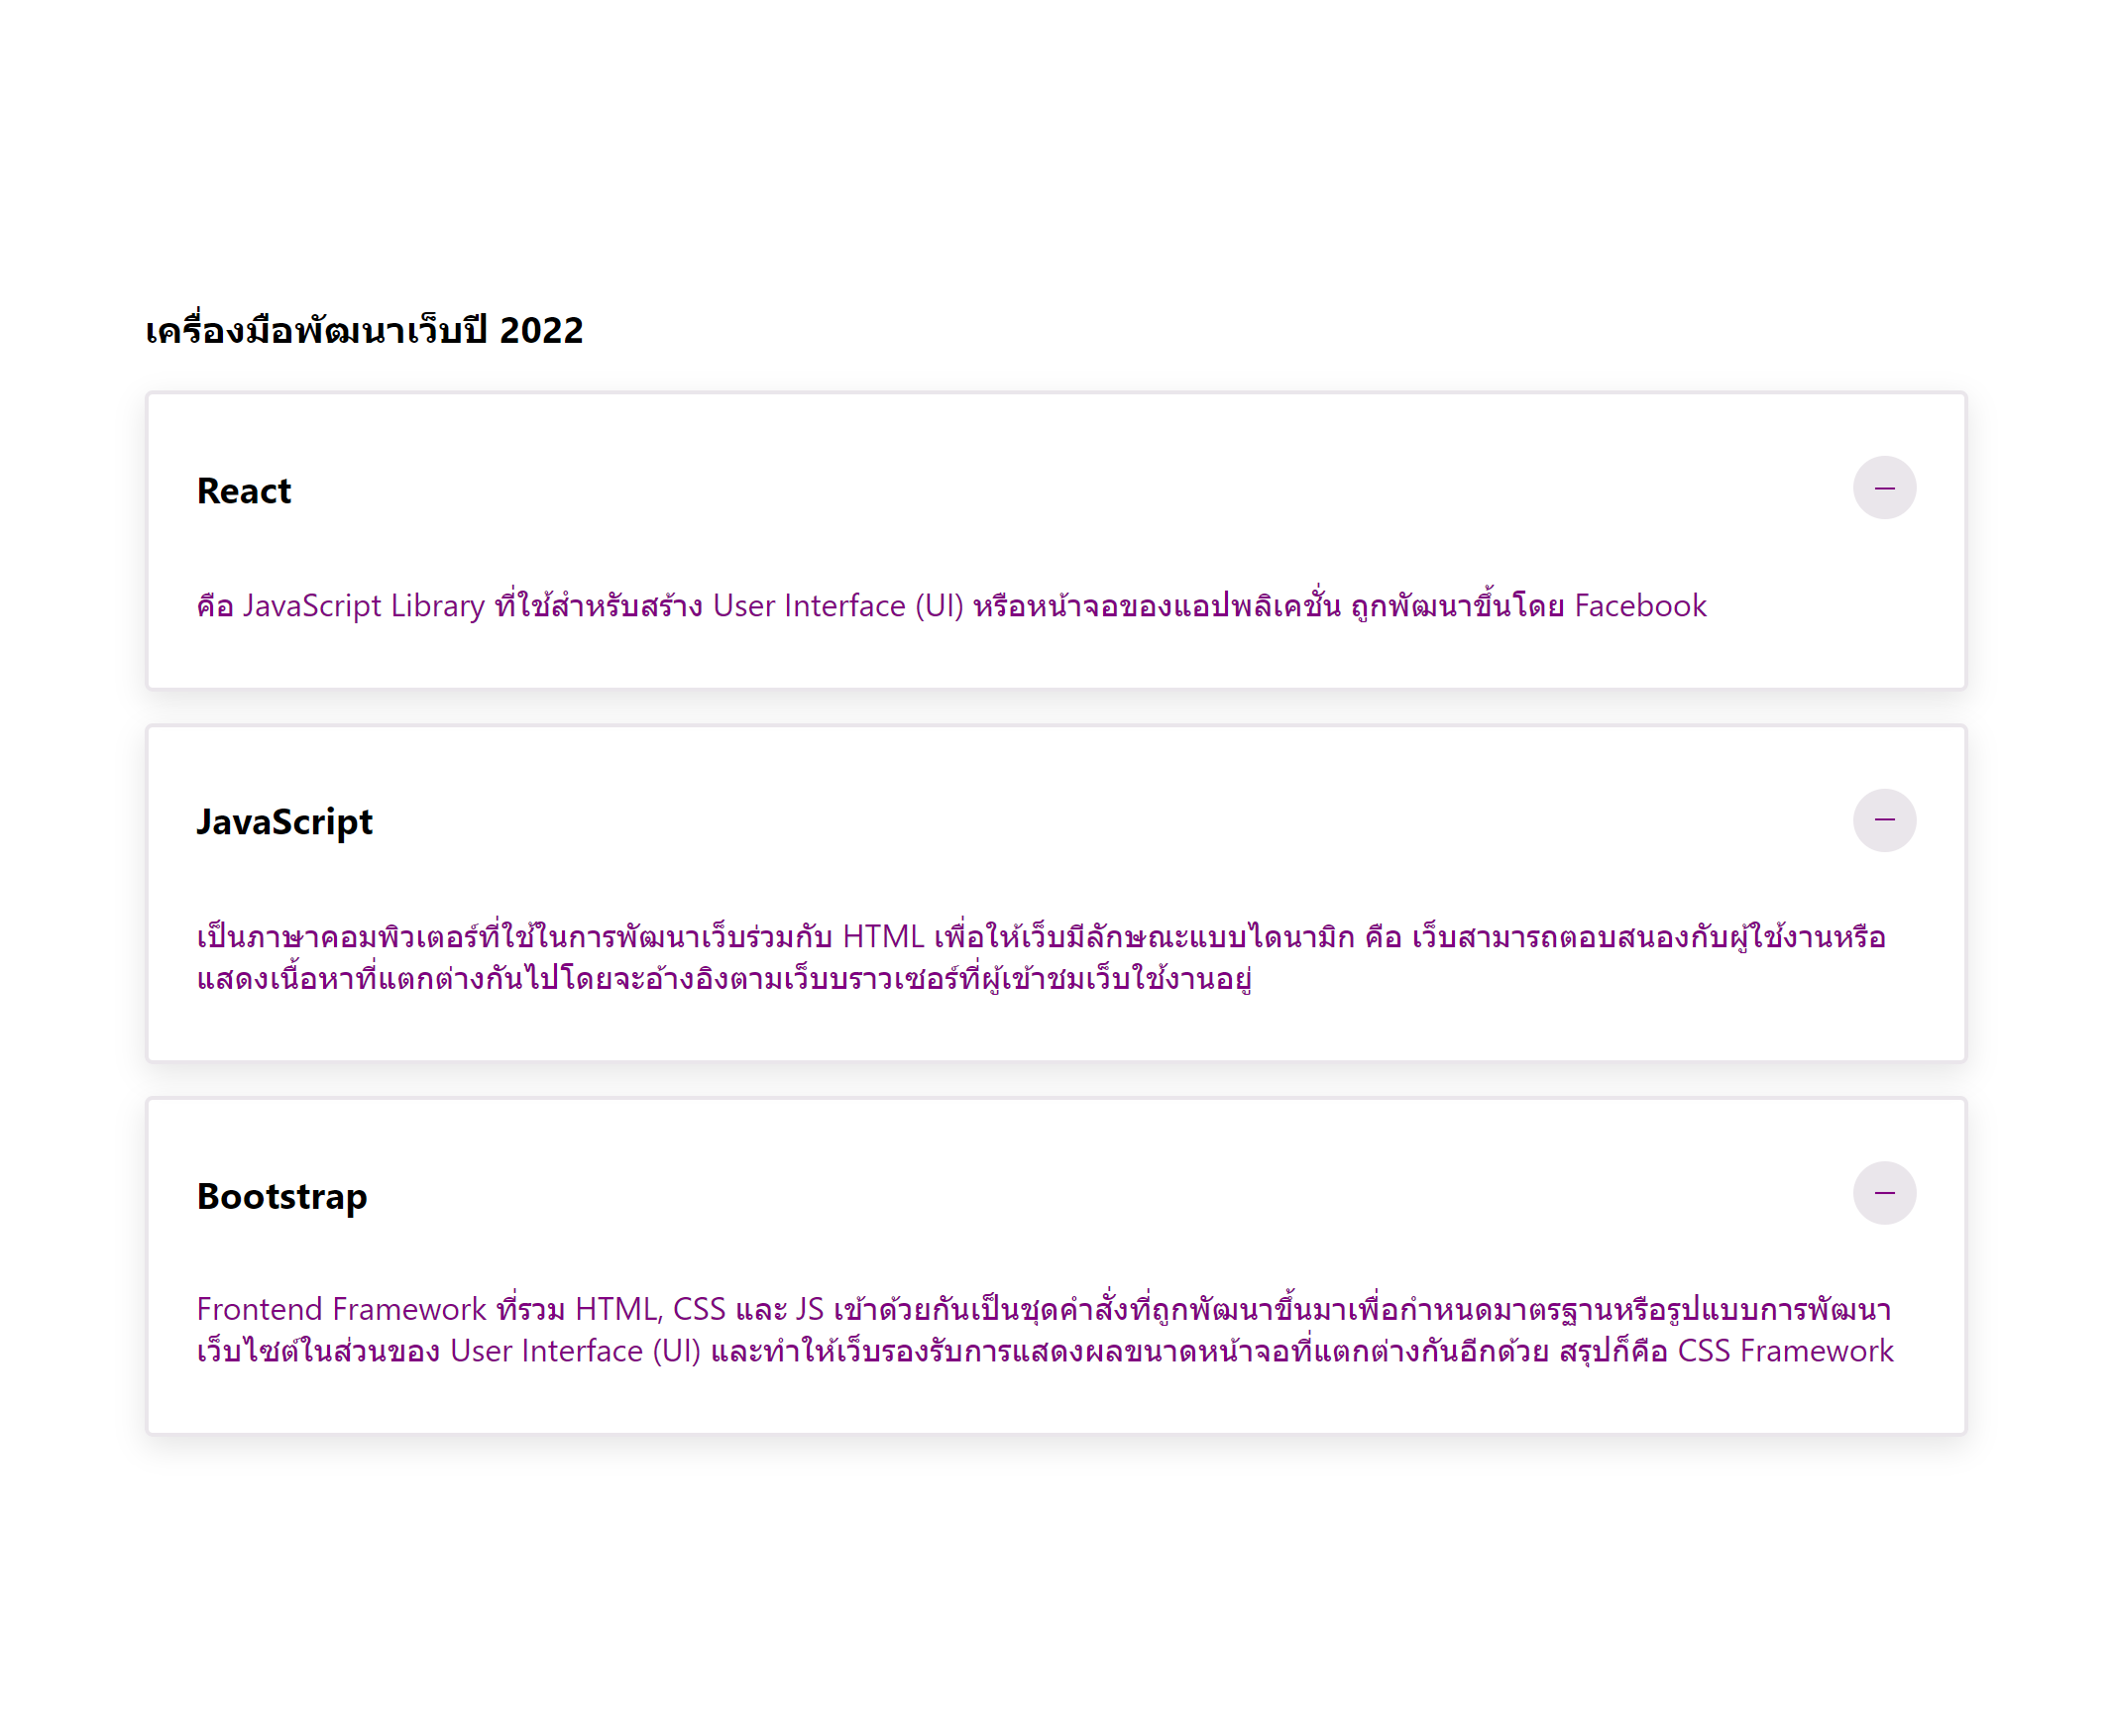 เครื่องมือพัฒนาเว็บปี 2022
React
คือ JavaScript Library ที่ใช้สำหรับสร้าง User Interface (UI) หรือหน้าจอของแอปพลิเคชั่น ถูกพัฒนาขึ้นโดย Facebook
JavaScript
เป็นภาษาคอมพิวเตอร์ที่ใช้ในการพัฒนาเว็บร่วมกับ HTML เพื่อให้เว็บมีลักษณะแบบไดนามิก คือ เว็บสามารถตอบสนองกับผู้ใช้งานหรือ
แสดงเนื้อหาที่แตกต่างกันไปโดยจะอ้างอิงตามเว็บบราวเซอร์ที่ผู้เข้าชมเว็บใช้งานอยู่
Bootstrap
Frontend Framework ที่รวม HTML, CSS และ JS เข้าด้วยกันเป็นชุดคำสั่งที่ถูกพัฒนาขึ้นมาเพื่อกำหนดมาตรฐานหรือรูปแบบการพัฒนา
เว็บไซต์ในส่วนของ User Interface (UI) และทำให้เว็บรองรับการแสดงผลขนาดหน้าจอที่แตกต่างกันอีกด้วย สรุปก็คือ CSS Framework